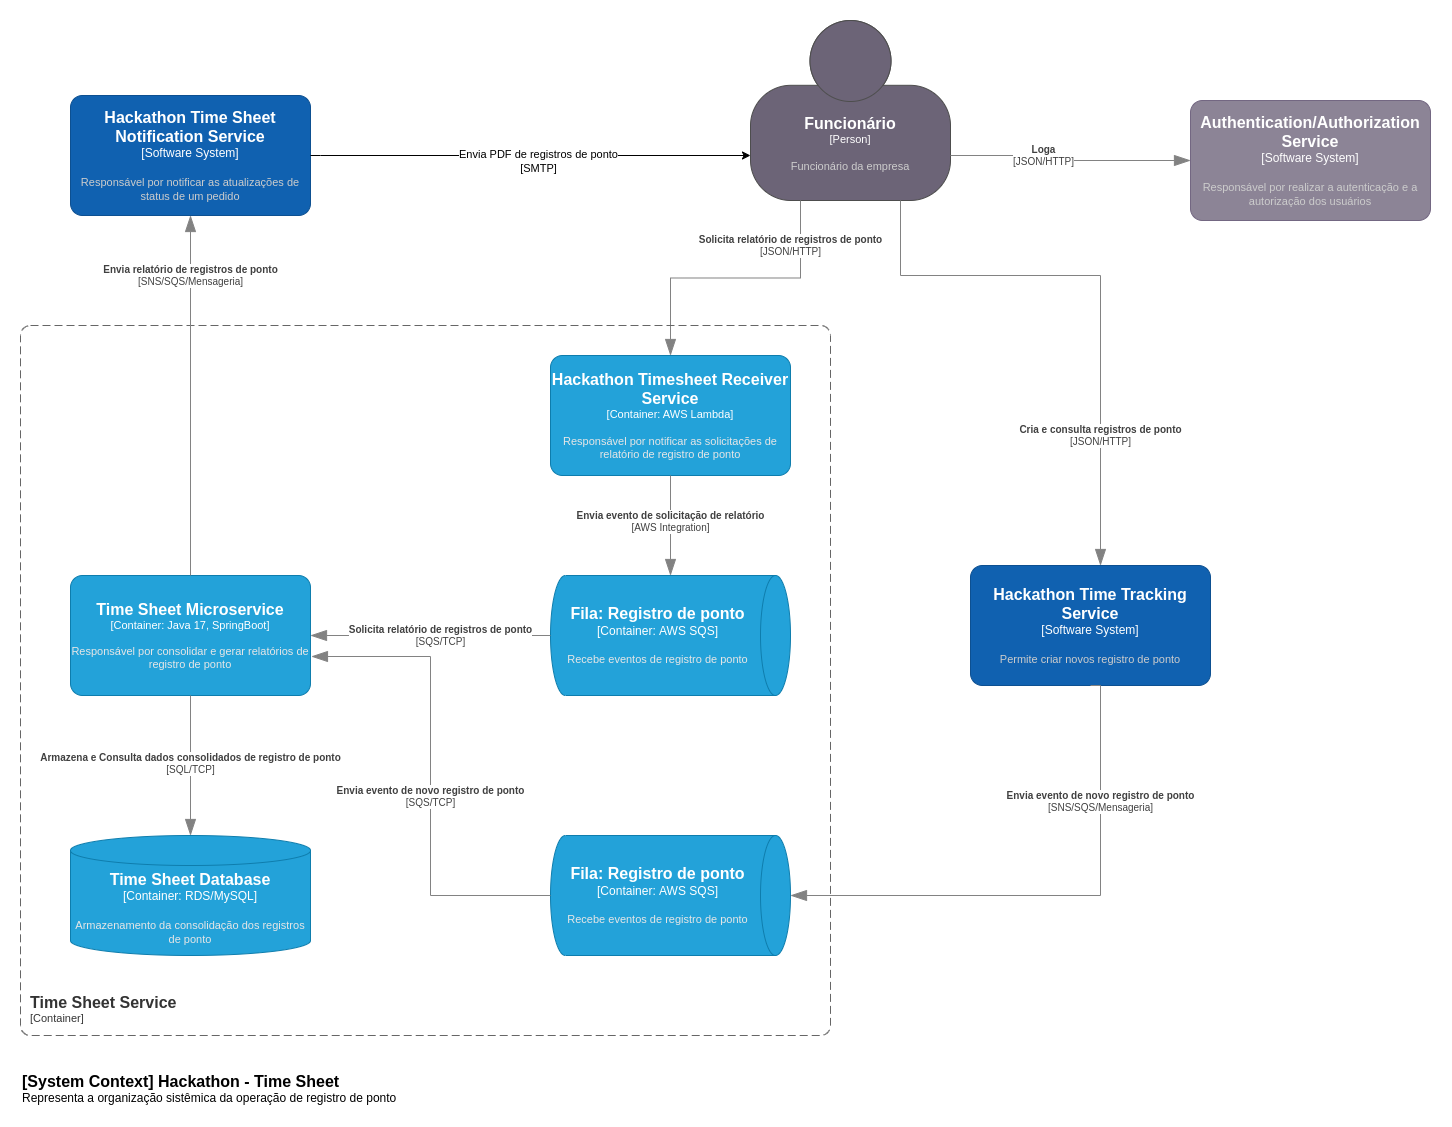 Hackathon Time Sheet
Notification Service
[Software System]
Responsável por notificar as atualizações de
status de um pedido
Envia PDF de registros de ponto
[SMTP]
Funcionário
[Person]
Funcionário da empresa
Loga
[JSON/HTTP]
Authentication/Authorization
Service
[Software System]
Responsável por realizar a autenticação e a
autorização dos usuários
Solicita relatório de registros de ponto
[JSON/HTTP]
Envia relatório de registros de ponto
[SNS/SQS/Mensageria]
Hackathon Timesheet Receiver
Service
[Container: AWS Lambda]
Responsável por notificar as solicitações de
relatório de registro de ponto
Cria e consulta registros de ponto
[JSON/HTTP]
Envia evento de solicitação de relatório
[AWS Integration]
Time Sheet Microservice
[Container: Java 17, SpringBoot]
Responsável por consolidar e gerar relatórios de
registro de ponto
Solicita relatório de registros de ponto
[SQS/TCP]
Fila: Registro de ponto
[Container: AWS SQS]
Recebe eventos de registro de ponto
Hackathon Time Tracking
Service
[Software System]
Permite criar novos registro de ponto
Armazena e Consulta dados consolidados de registro de ponto
[SQL/TCP]
Envia evento de novo registro de ponto
[SQS/TCP]
Envia evento de novo registro de ponto
[SNS/SQS/Mensageria]
Time Sheet Database
[Container: RDS/MySQL]
Armazenamento da consolidação dos registros
de ponto
Fila: Registro de ponto
[Container: AWS SQS]
Recebe eventos de registro de ponto
Time Sheet Service
[Container]
[System Context] Hackathon - Time Sheet
Representa a organização sistêmica da operação de registro de ponto